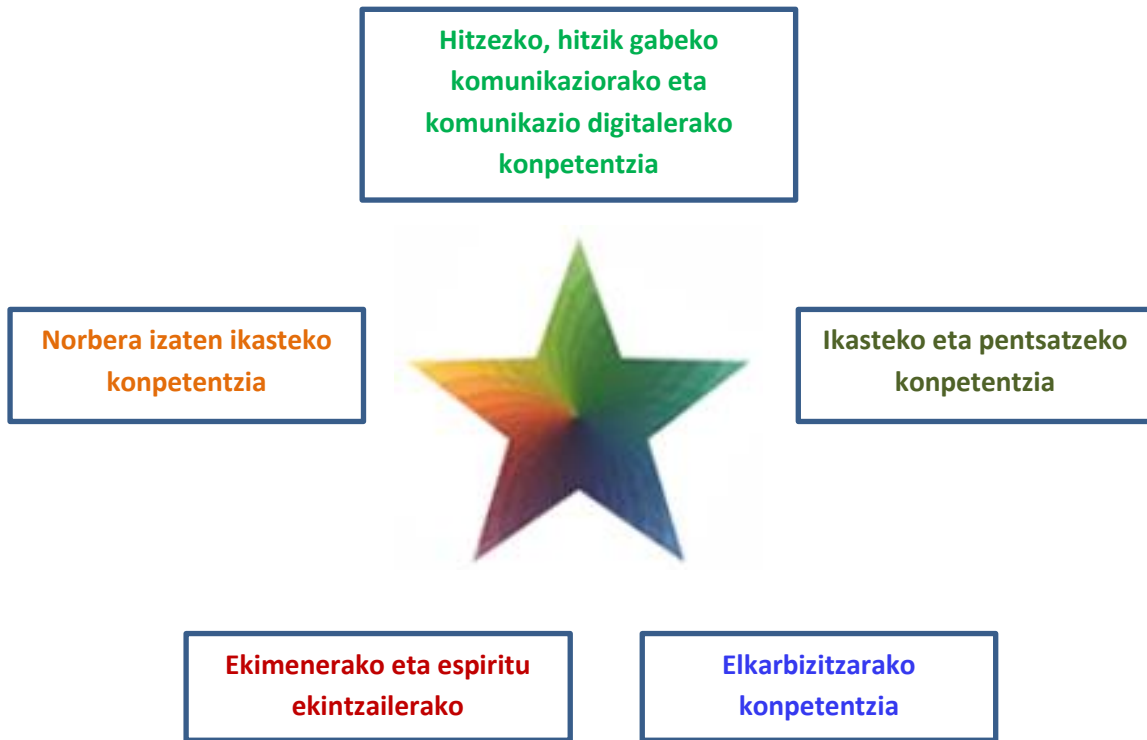 Hitzezko, hitzik gabeko
komunikaziorako eta
komunikazio digitalerako
konpetentzia
Norbera izaten ikasteko
konpetentzia
Ikasteko eta pentsatzeko
konpetentzia
Ekimenerako eta espiritu
ekintzailerako
Elkarbizitzarako
konpetentzia